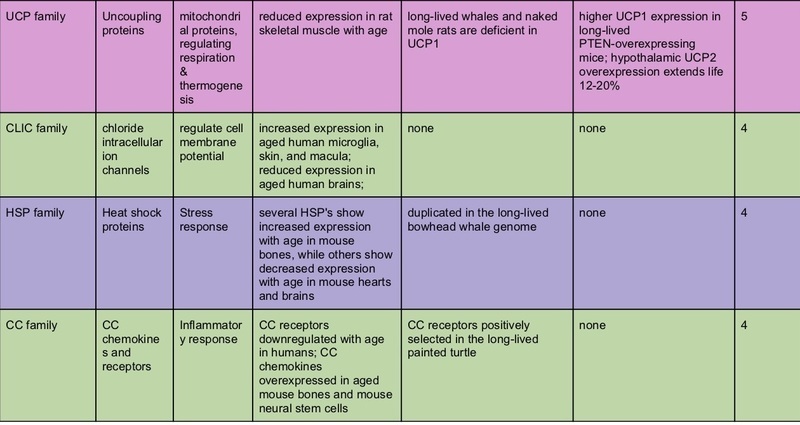 UCP family
Uncoupling
proteins
mitochondri
al proteins,
regulating
respiration
&
thermogene
sis
reduced expression in rat
skeletal muscle with age
long-lived whales and naked
mole rats are deficient in
UCP1
higher UCP1 expression in
long-lived
PTEN-overexpressing
mice; hypothalamic UCP2
overexpression extends life
12-20%
5
CLIC family
chloride
intracellular
ion
channels
regulate cell
membrane
potential
increased expression in
aged human microglia,
skin, and macula;
reduced expression in
aged human brains;
none
none
4
HSP family
Heat shock
proteins
Stress
response
several HSP's show
increased expression
with age in mouse
bones, while others show
decreased expression
with age in mouse hearts
and brains
duplicated in the long-lived
bowhead whale genome
none
4
CC family
CC
chemokine
s and
receptors
Inflammator
y response
CC receptors
downregulated with age
in humans; CC
chemokines
overexpressed in aged
mouse bones and mouse
neural stem cells
CC receptors positively
selected in the long-lived
painted turtle
none
4